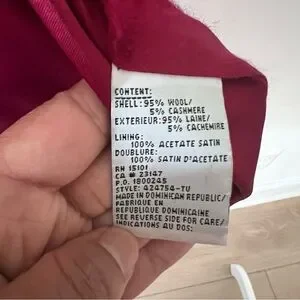 CONTENT:
SHELL: 95% WOOL/
5% CASHMERE
EXTERIEUR: 95% LAINE/
5% CACHEMIRE
LINING:
100% ACETATE SATIN
DOUBLURE:
100% SATIN D'ACETATE
RN 15101
CA # 23147
P.O. 1800245
STYLE: 424754-TU
MADE IN DOMINICAN REPUBLIC/
FABRIQUE EN
REPUBLIQUE DOMINICAINE
SEE REVERSE SIDE FOR CARE/
INDICATIONS AU DOS: